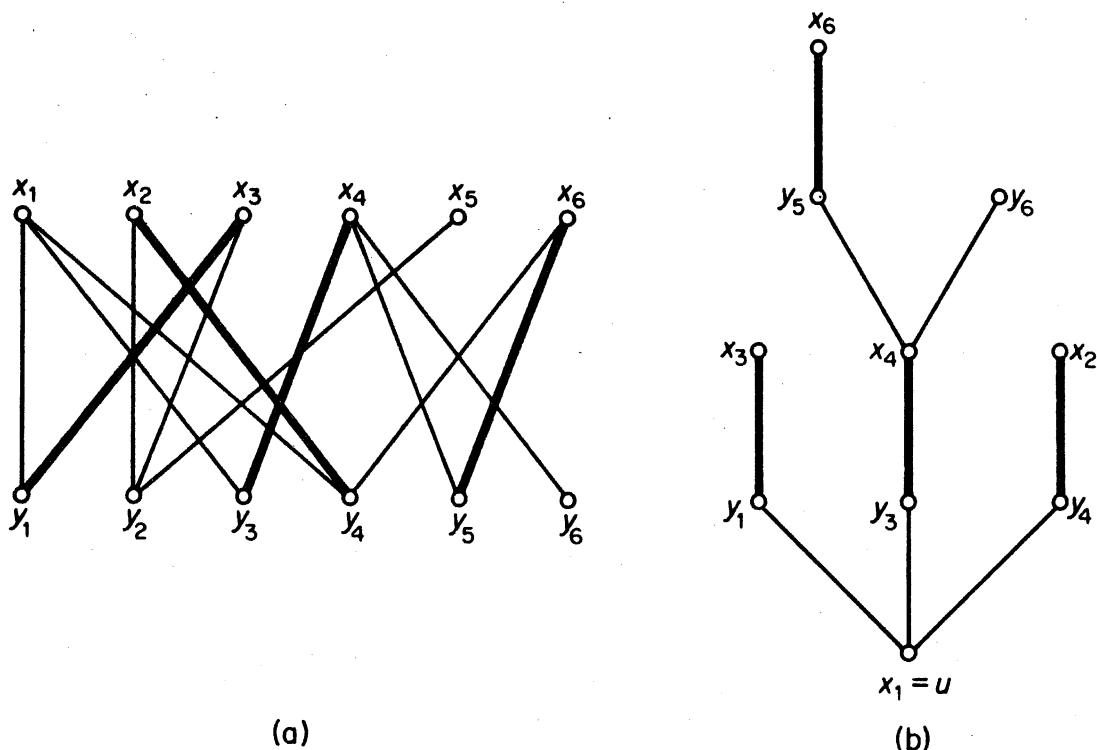 x₁ x₂ x₃ x₄ x₅ x₆
y₁ y₂ y₃ y₄ y₅ y₆
(a)
x₆
y₅ y₆
x₃ x₄ x₂
y₁ y₃ y₄
x₁ = u
(b)